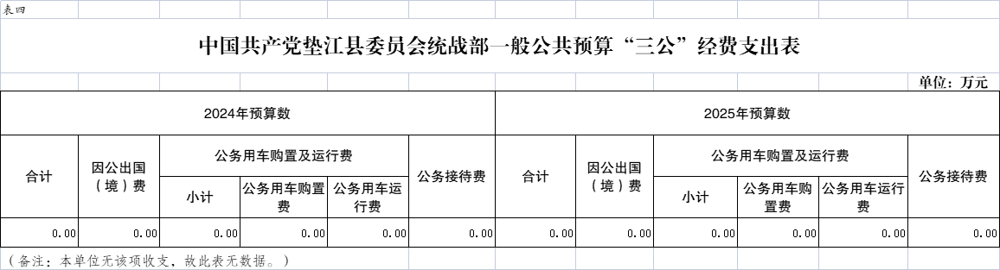 表四
中国共产党垫江县委员会统战部一般公共预算“三公”经费支出表
单位：万元
2024年预算数 2025年预算数
合计 因公出国（境）费 公务用车购置及运行费 公务接待费 合计 因公出国（境）费 公务用车购置及运行费 公务接待费
小计 公务用车购置费 公务用车运行费 小计 公务用车购置费 公务用车运行费
0.00 0.00 0.00 0.00 0.00 0.00 0.00 0.00 0.00 0.00 0.00 0.00
（备注：本单位无该项收支，故此表无数据。）